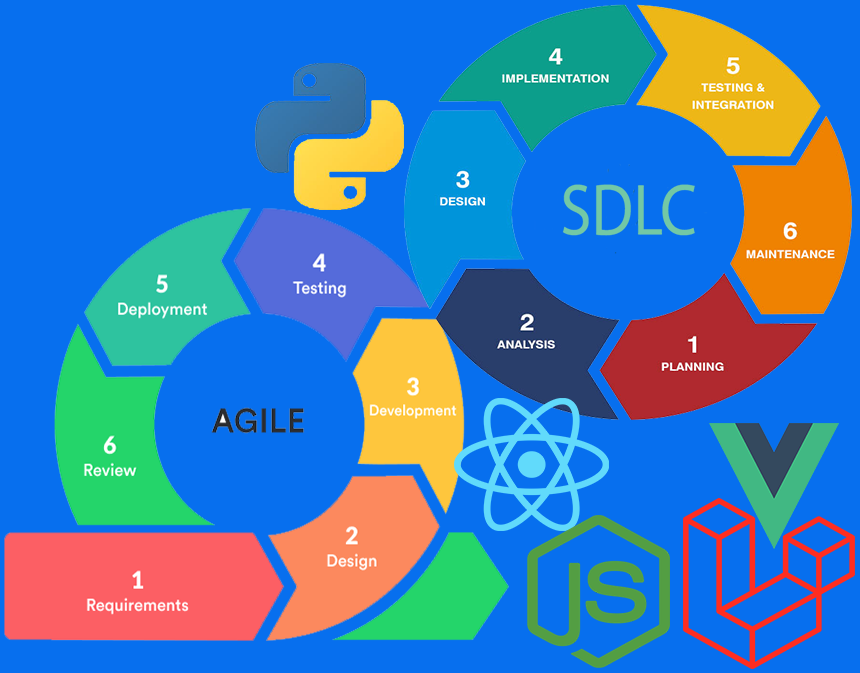 4
IMPLEMENTATION
5
TESTING &
INTEGRATION
3
DESIGN
SDLC
6
MAINTENANCE
2
ANALYSIS
1
PLANNING
4
Testing
5
Deployment
3
Development
AGILE
6
Review
2
Design
1
Requirements
JS